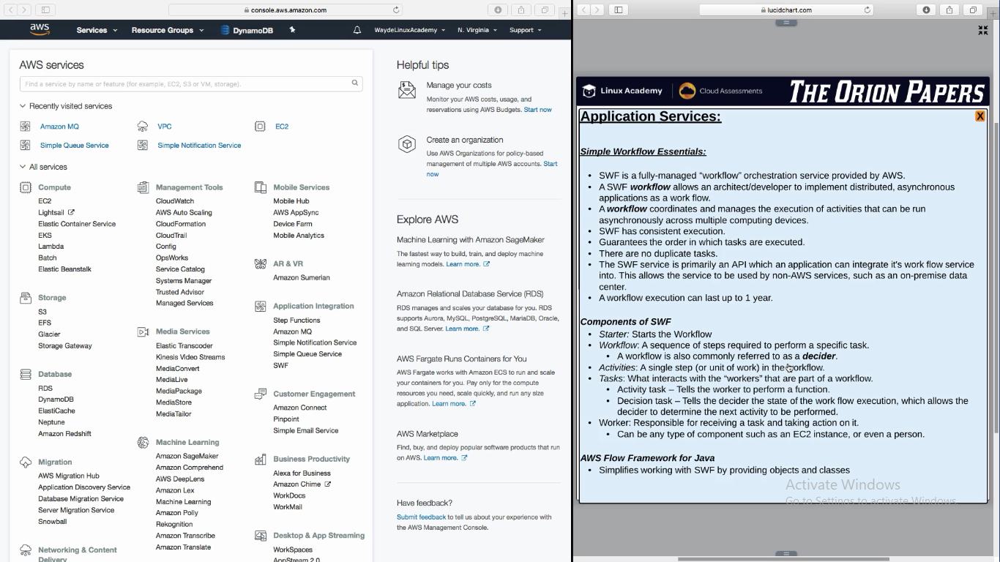 console.aws.amazon.com
aws
Services
Resource Groups
DynamoDB
WaydeLinuxAcademy
N. Virginia
Support
AWS services
Find a service by name or feature (for example, EC2, S3 or VM, storage).
Recently visited services
Amazon MQ
VPC
EC2
Simple Queue Service
Simple Notification Service
All services
Compute
EC2
Lightsail
Elastic Container Service
EKS
Lambda
Batch
Elastic Beanstalk
Storage
S3
EFS
Glacier
Storage Gateway
Database
RDS
DynamoDB
ElastiCache
Neptune
Amazon Redshift
Migration
AWS Migration Hub
Application Discovery Service
Database Migration Service
Server Migration Service
Snowball
Networking & Content
Delivery
Management Tools
CloudWatch
AWS Auto Scaling
CloudFormation
CloudTrail
Config
OpsWorks
Service Catalog
Systems Manager
Trusted Advisor
Managed Services
Media Services
Elastic Transcoder
Kinesis Video Streams
MediaConvert
MediaLive
MediaPackage
MediaStore
MediaTailor
Machine Learning
Amazon SageMaker
Amazon Comprehend
AWS DeepLens
Amazon Lex
Machine Learning
Amazon Polly
Rekognition
Amazon Transcribe
Amazon Translate
Mobile Services
Mobile Hub
AWS AppSync
Device Farm
Mobile Analytics
AR & VR
Amazon Sumerian
Application Integration
Step Functions
Amazon MQ
Simple Notification Service
Simple Queue Service
SWF
Customer Engagement
Amazon Connect
Pinpoint
Simple Email Service
Business Productivity
Alexa for Business
Amazon Chime
WorkDocs
WorkMail
Desktop & App Streaming
WorkSpaces
AppStream 2.0
Helpful tips
Manage your costs
Monitor your AWS costs, usage, and
reservations using AWS Budgets. Start now
Create an organization
Use AWS Organizations for policy-based
management of multiple AWS accounts. Start
now
Explore AWS
Machine Learning with Amazon SageMaker
The fastest way to build, train, and deploy machine
learning models. Learn more.
Amazon Relational Database Service (RDS)
RDS manages and scales your database for you. RDS
supports Aurora, MySQL, PostgreSQL, MariaDB, Oracle,
and SQL Server. Learn more.
AWS Fargate Runs Containers for You
AWS Fargate works with Amazon ECS to run and scale
your containers for you. Pay only for the compute
resources you need, scale quickly, and run any size
application. Learn more.
AWS Marketplace
Find, buy, and deploy popular software products that run
on AWS. Learn more.
Have feedback?
Submit feedback to tell us about your experience with
the AWS Management Console.
lucidchart.com
Linux Academy
Cloud Assessments
THE ORION PAPERS
Application Services:
X
Simple Workflow Essentials:
• SWF is a fully-managed “workflow” orchestration service provided by AWS.
• A SWF workflow allows an architect/developer to implement distributed, asynchronous
applications as a work flow.
• A workflow coordinates and manages the execution of activities that can be run
asynchronously across multiple computing devices.
• SWF has consistent execution.
• Guarantees the order in which tasks are executed.
• There are no duplicate tasks.
• The SWF service is primarily an API which an application can integrate it's work flow service
into. This allows the service to be used by non-AWS services, such as an on-premise data
center.
• A workflow execution can last up to 1 year.
Components of SWF
• Starter: Starts the Workflow
• Workflow: A sequence of steps required to perform a specific task.
• A workflow is also commonly referred to as a decider.
• Activities: A single step (or unit of work) in the workflow.
• Tasks: What interacts with the “workers” that are part of a workflow.
• Activity task – Tells the worker to perform a function.
• Decision task – Tells the decider the state of the work flow execution, which allows the
decider to determine the next activity to be performed.
• Worker: Responsible for receiving a task and taking action on it.
• Can be any type of component such as an EC2 instance, or even a person.
AWS Flow Framework for Java
• Simplifies working with SWF by providing objects and classes
Activate Windows
Go to Settings to activate Windows.